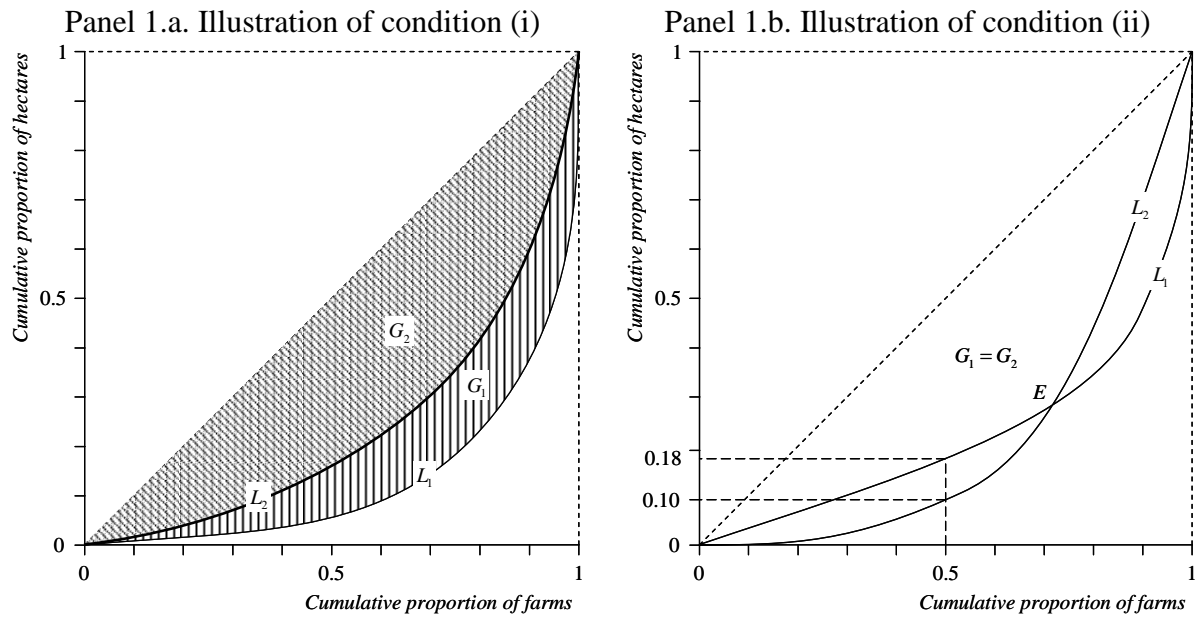 Panel 1.a. Illustration of condition (i)
1
Cumulative proportion of hectares
0.5
G2
G1
L1
L2
0
0
0.5
1
Cumulative proportion of farms
Panel 1.b. Illustration of condition (ii)
1
Cumulative proportion of hectares
L2
L1
0.5
G1 = G2
E
0.18
0.10
0
0
0.5
1
Cumulative proportion of farms